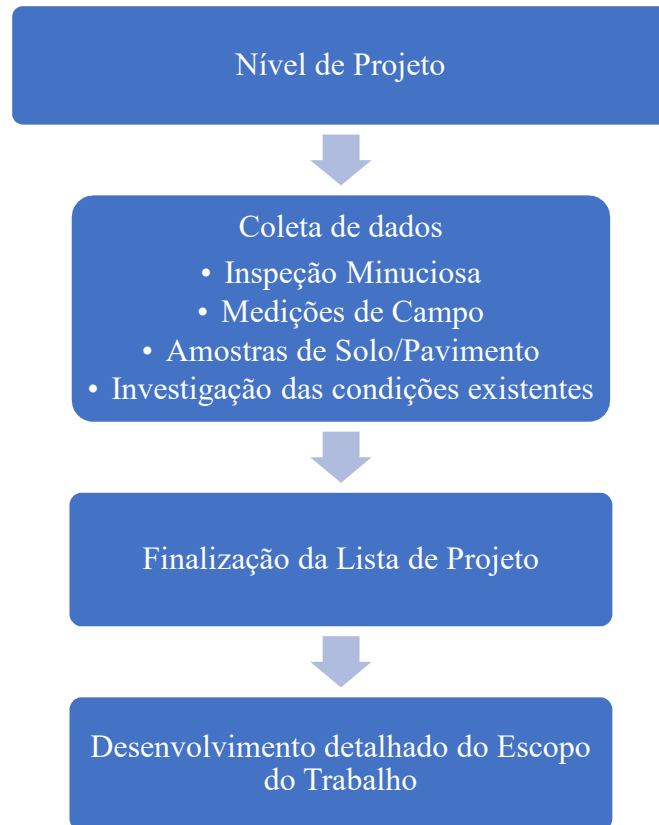 Nível de Projeto
Coleta de dados
• Inspeção Minuciosa
• Medições de Campo
• Amostras de Solo/Pavimento
• Investigação das condições existentes
Finalização da Lista de Projeto
Desenvolvimento detalhado do Escopo
do Trabalho